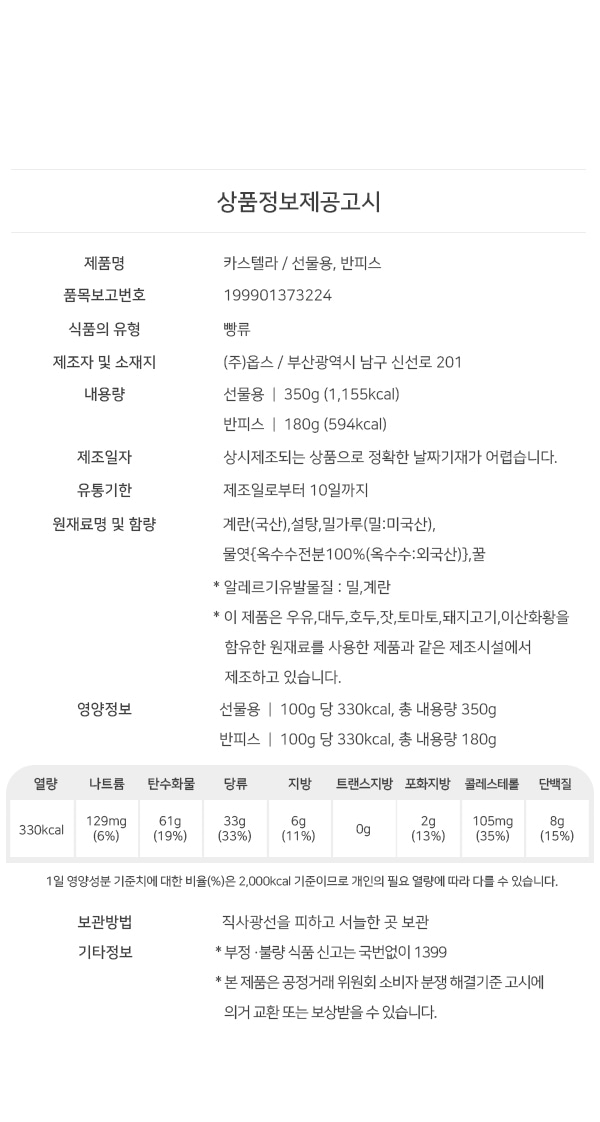 상품정보제공고시
제품명 카스텔라 / 선물용, 반피스
품목보고번호 199901373224
식품의 유형 빵류
제조자 및 소재지 (주)옵스 / 부산광역시 남구 신선로 201
내용량 선물용 | 350g (1,155kcal)
반피스 | 180g (594kcal)
제조일자 상시제조되는 상품으로 정확한 날짜기재가 어렵습니다.
유통기한 제조일로부터 10일까지
원재료명 및 함량 계란(국산),설탕,밀가루(밀:미국산),
물엿{옥수수전분100%(옥수수:외국산)},꿀
* 알레르기유발물질 : 밀,계란
* 이 제품은 우유,대두,호두,잣,토마토,돼지고기,이산화황을
함유한 원재료를 사용한 제품과 같은 제조시설에서
제조하고 있습니다.
영양정보 선물용 | 100g 당 330kcal, 총 내용량 350g
반피스 | 100g 당 330kcal, 총 내용량 180g
열량 나트륨 탄수화물 당류 지방 트랜스지방 포화지방 콜레스테롤 단백질
330kcal 129mg 61g 33g 6g 0g 2g 105mg 8g
(6%) (19%) (33%) (11%) (13%) (35%) (15%)
1일 영양성분 기준치에 대한 비율(%)은 2,000kcal 기준이므로 개인의 필요 열량에 따라 다를 수 있습니다.
보관방법 직사광선을 피하고 서늘한 곳 보관
기타정보 * 부정 ·불량 식품 신고는 국번없이 1399
* 본 제품은 공정거래 위원회 소비자 분쟁 해결기준 고시에
의거 교환 또는 보상받을 수 있습니다.